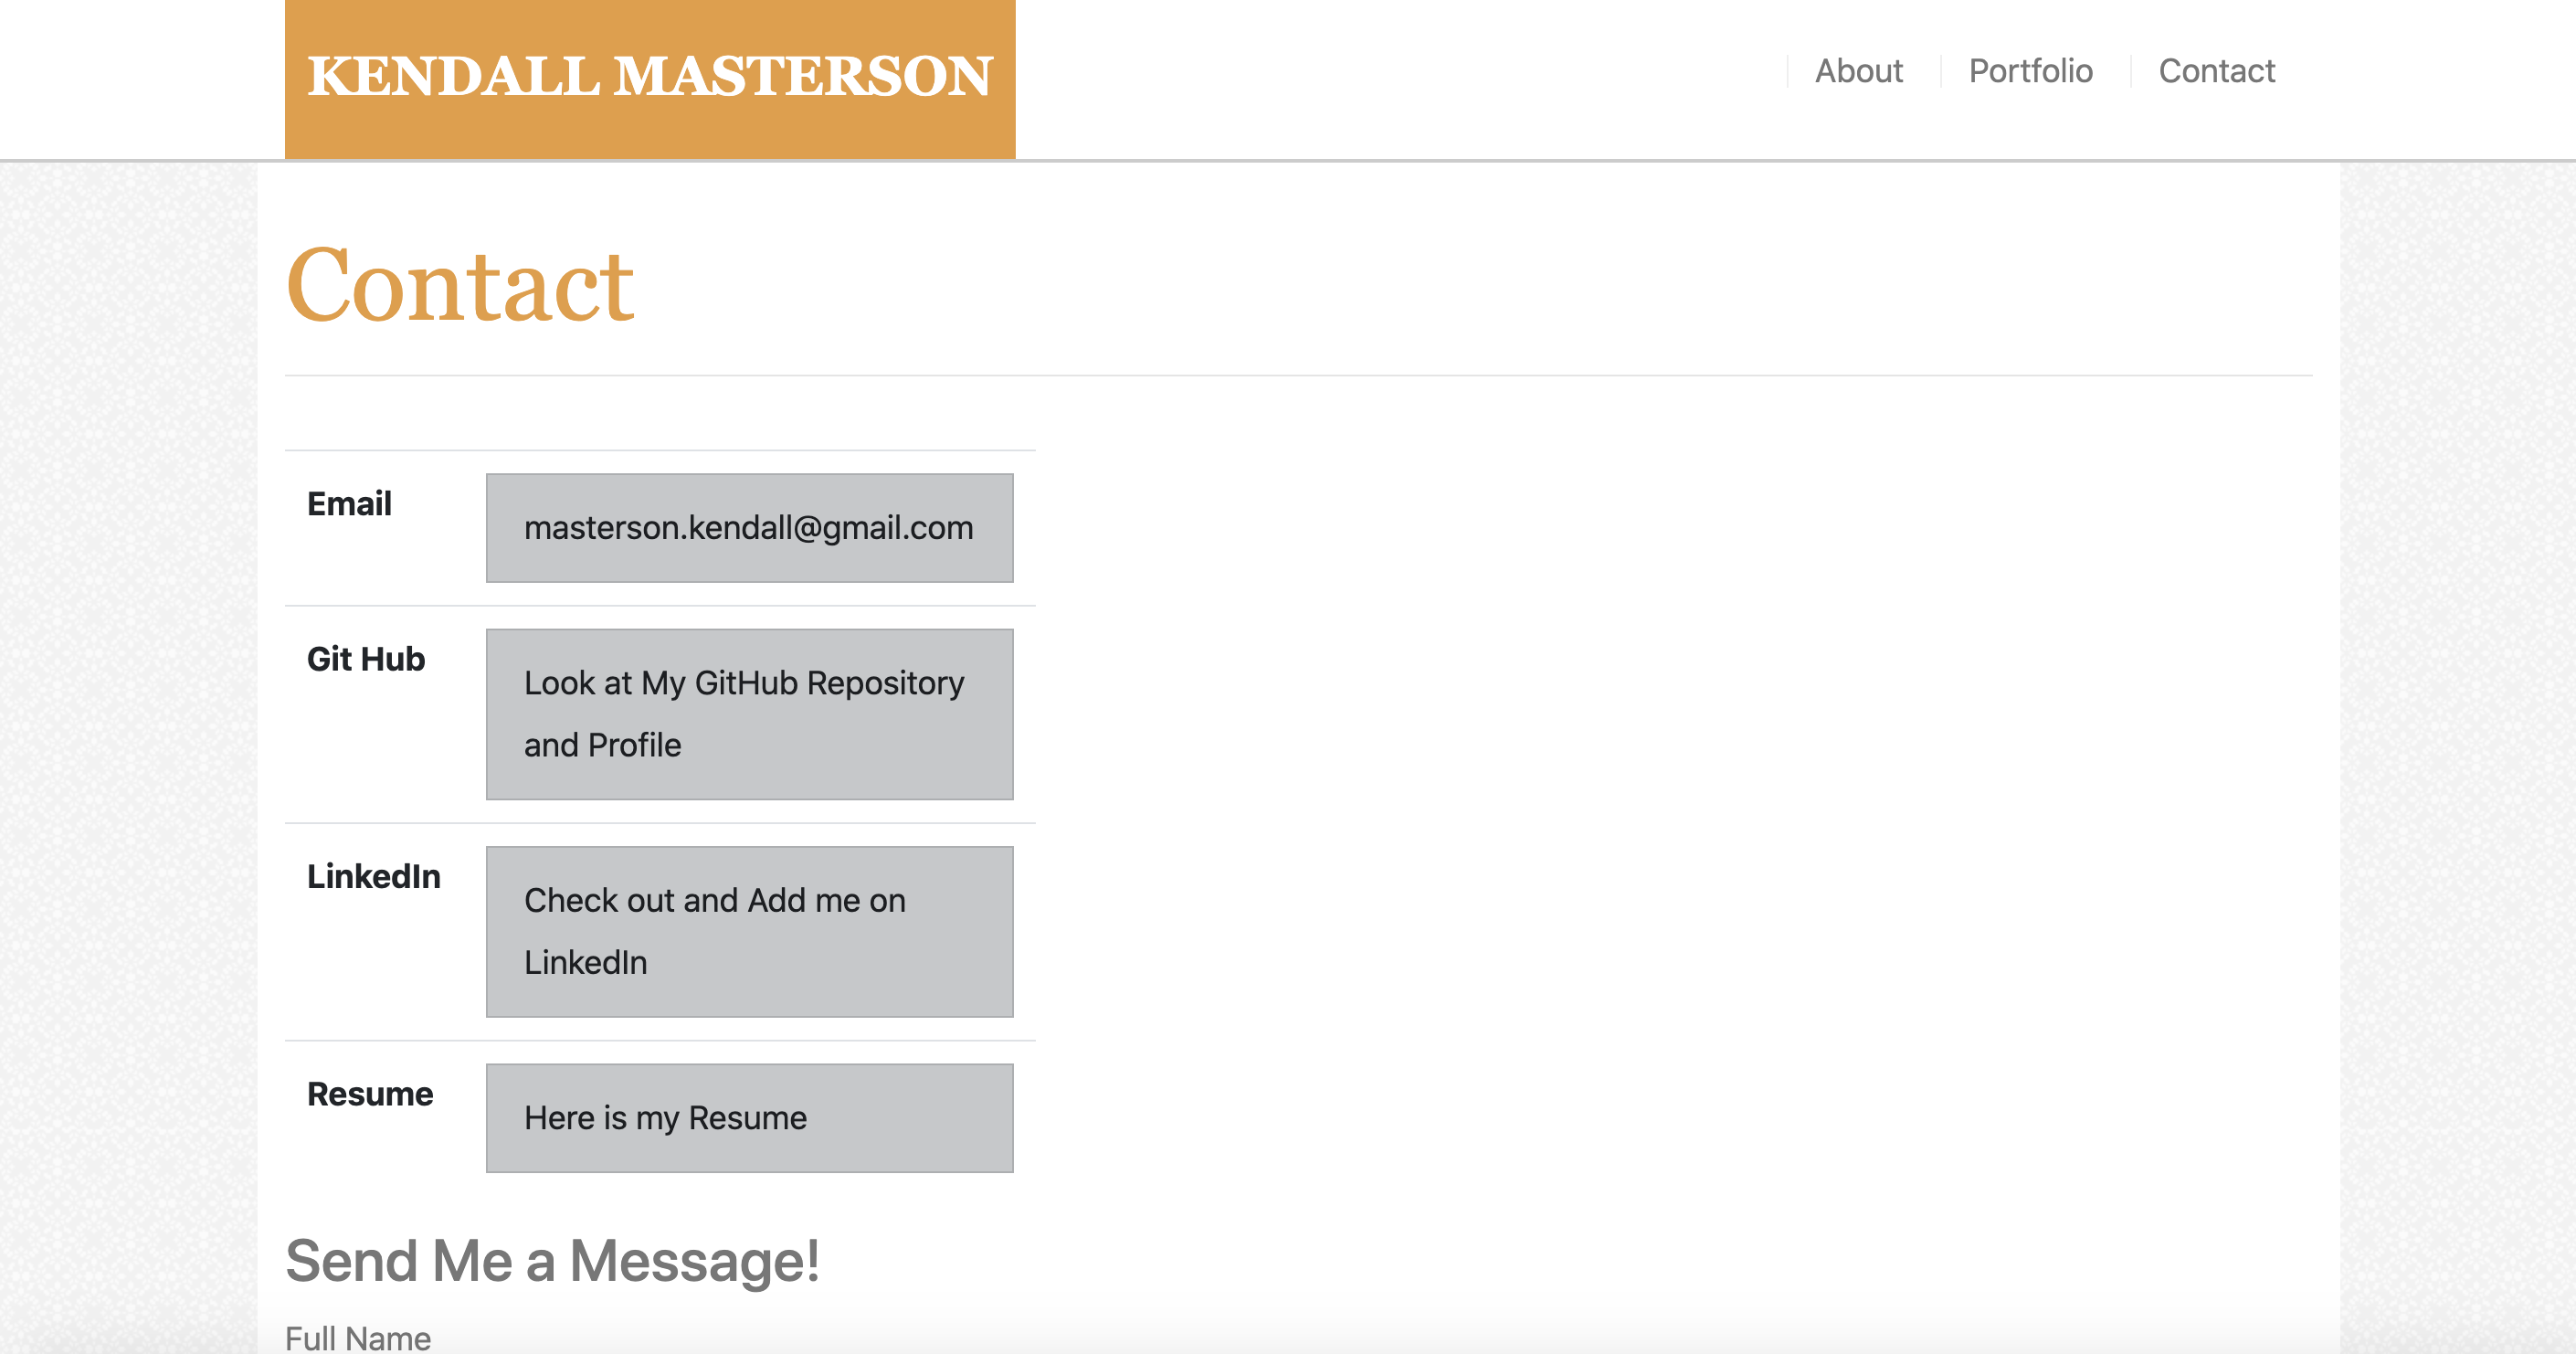 KENDALL MASTERSON
About
Portfolio
Contact
Contact
Email
masterson.kendall@gmail.com
Git Hub
Look at My GitHub Repository
and Profile
LinkedIn
Check out and Add me on
LinkedIn
Resume
Here is my Resume
Send Me a Message!
Full Name